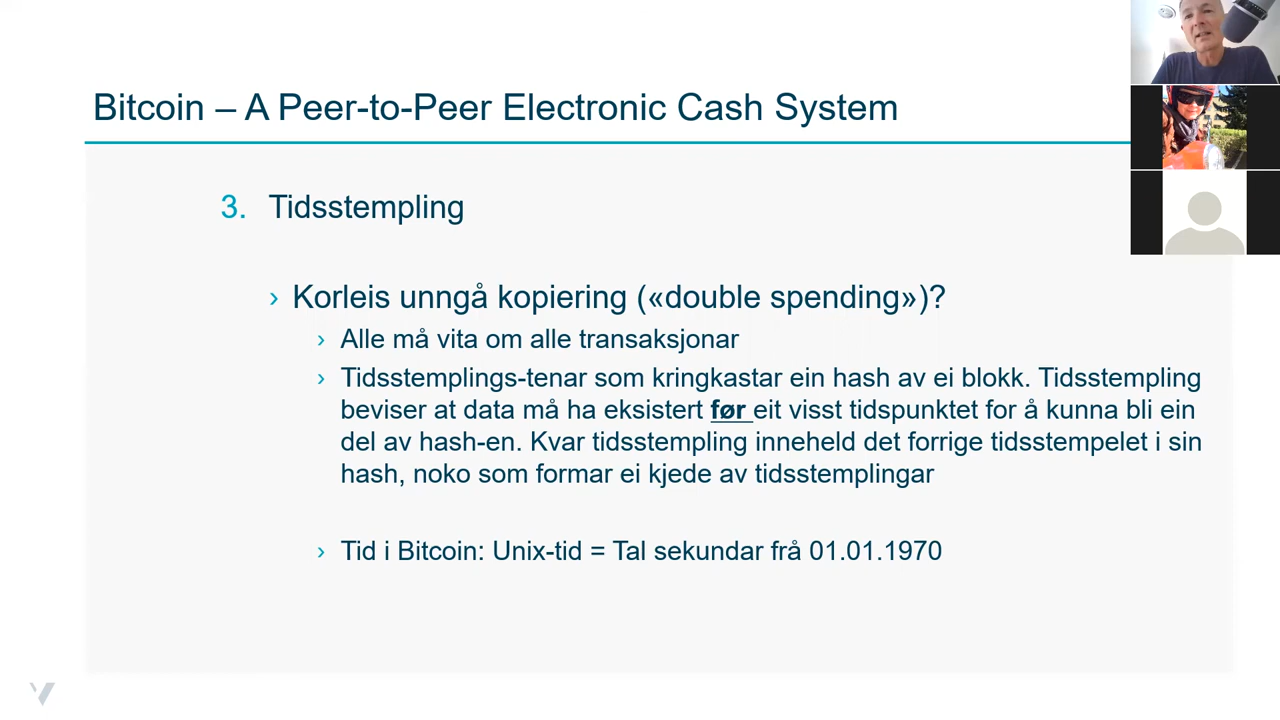 Bitcoin – A Peer-to-Peer Electronic Cash System
3. Tidsstempling
› Korleis unngå kopiering («double spending»)?
› Alle må vita om alle transaksjonar
› Tidsstemplings-tenar som kringkastar ein hash av ei blokk. Tidsstempling
beviser at data må ha eksistert før eit visst tidspunktet for å kunna bli ein
del av hash-en. Kvar tidsstempling inneheld det forrige tidsstempelet i sin
hash, noko som formar ei kjede av tidsstemplingar
› Tid i Bitcoin: Unix-tid = Tal sekundar frå 01.01.1970